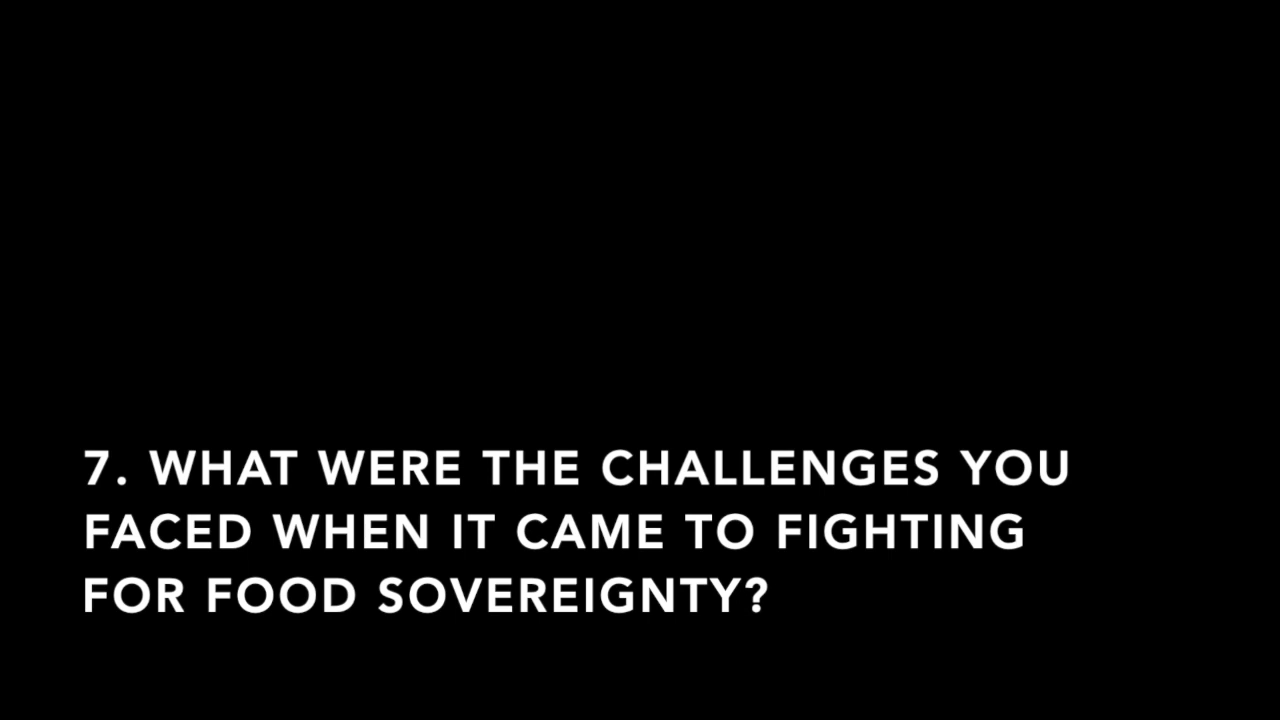 7. WHAT WERE THE CHALLENGES YOU
FACED WHEN IT CAME TO FIGHTING
FOR FOOD SOVEREIGNTY?